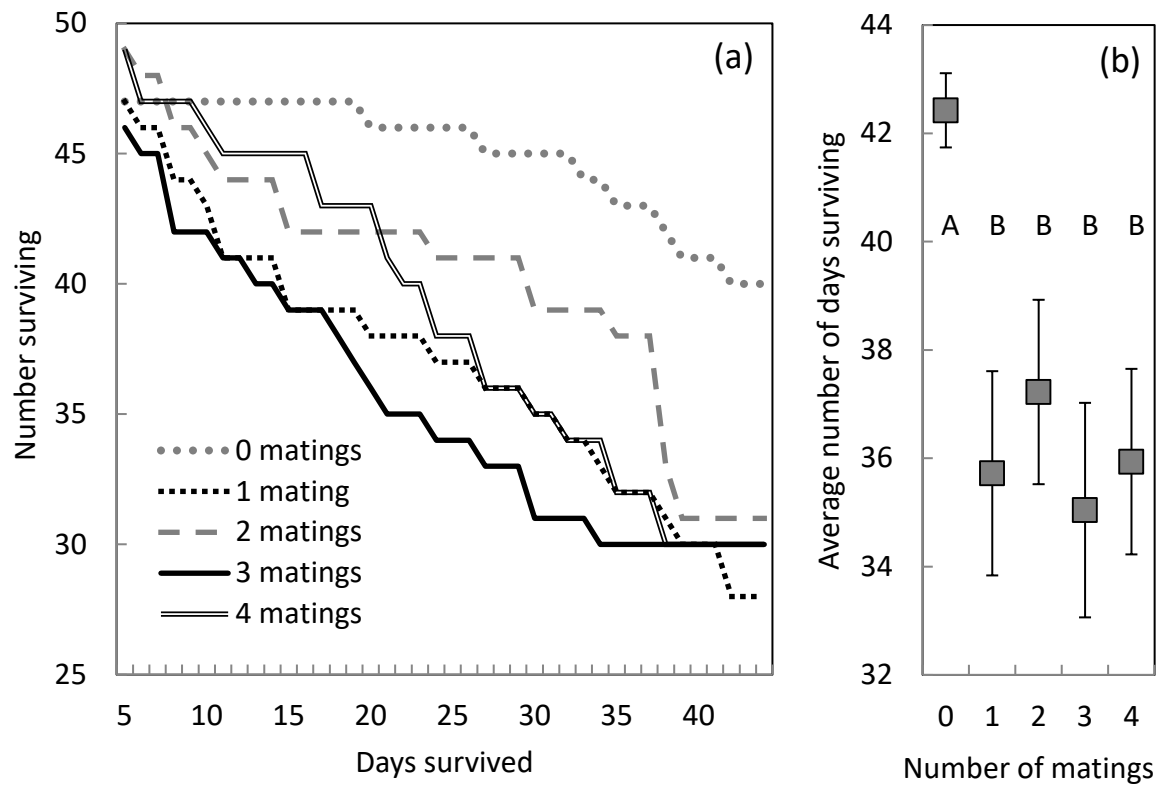 (a)
Number surviving
50
45
40
35
30
25
0 matings
1 mating
2 matings
3 matings
4 matings
5 10 15 20 25 30 35 40
Days survived
(b)
Average number of days surviving
44
42
40
38
36
34
32
A B B B B
0 1 2 3 4
Number of matings